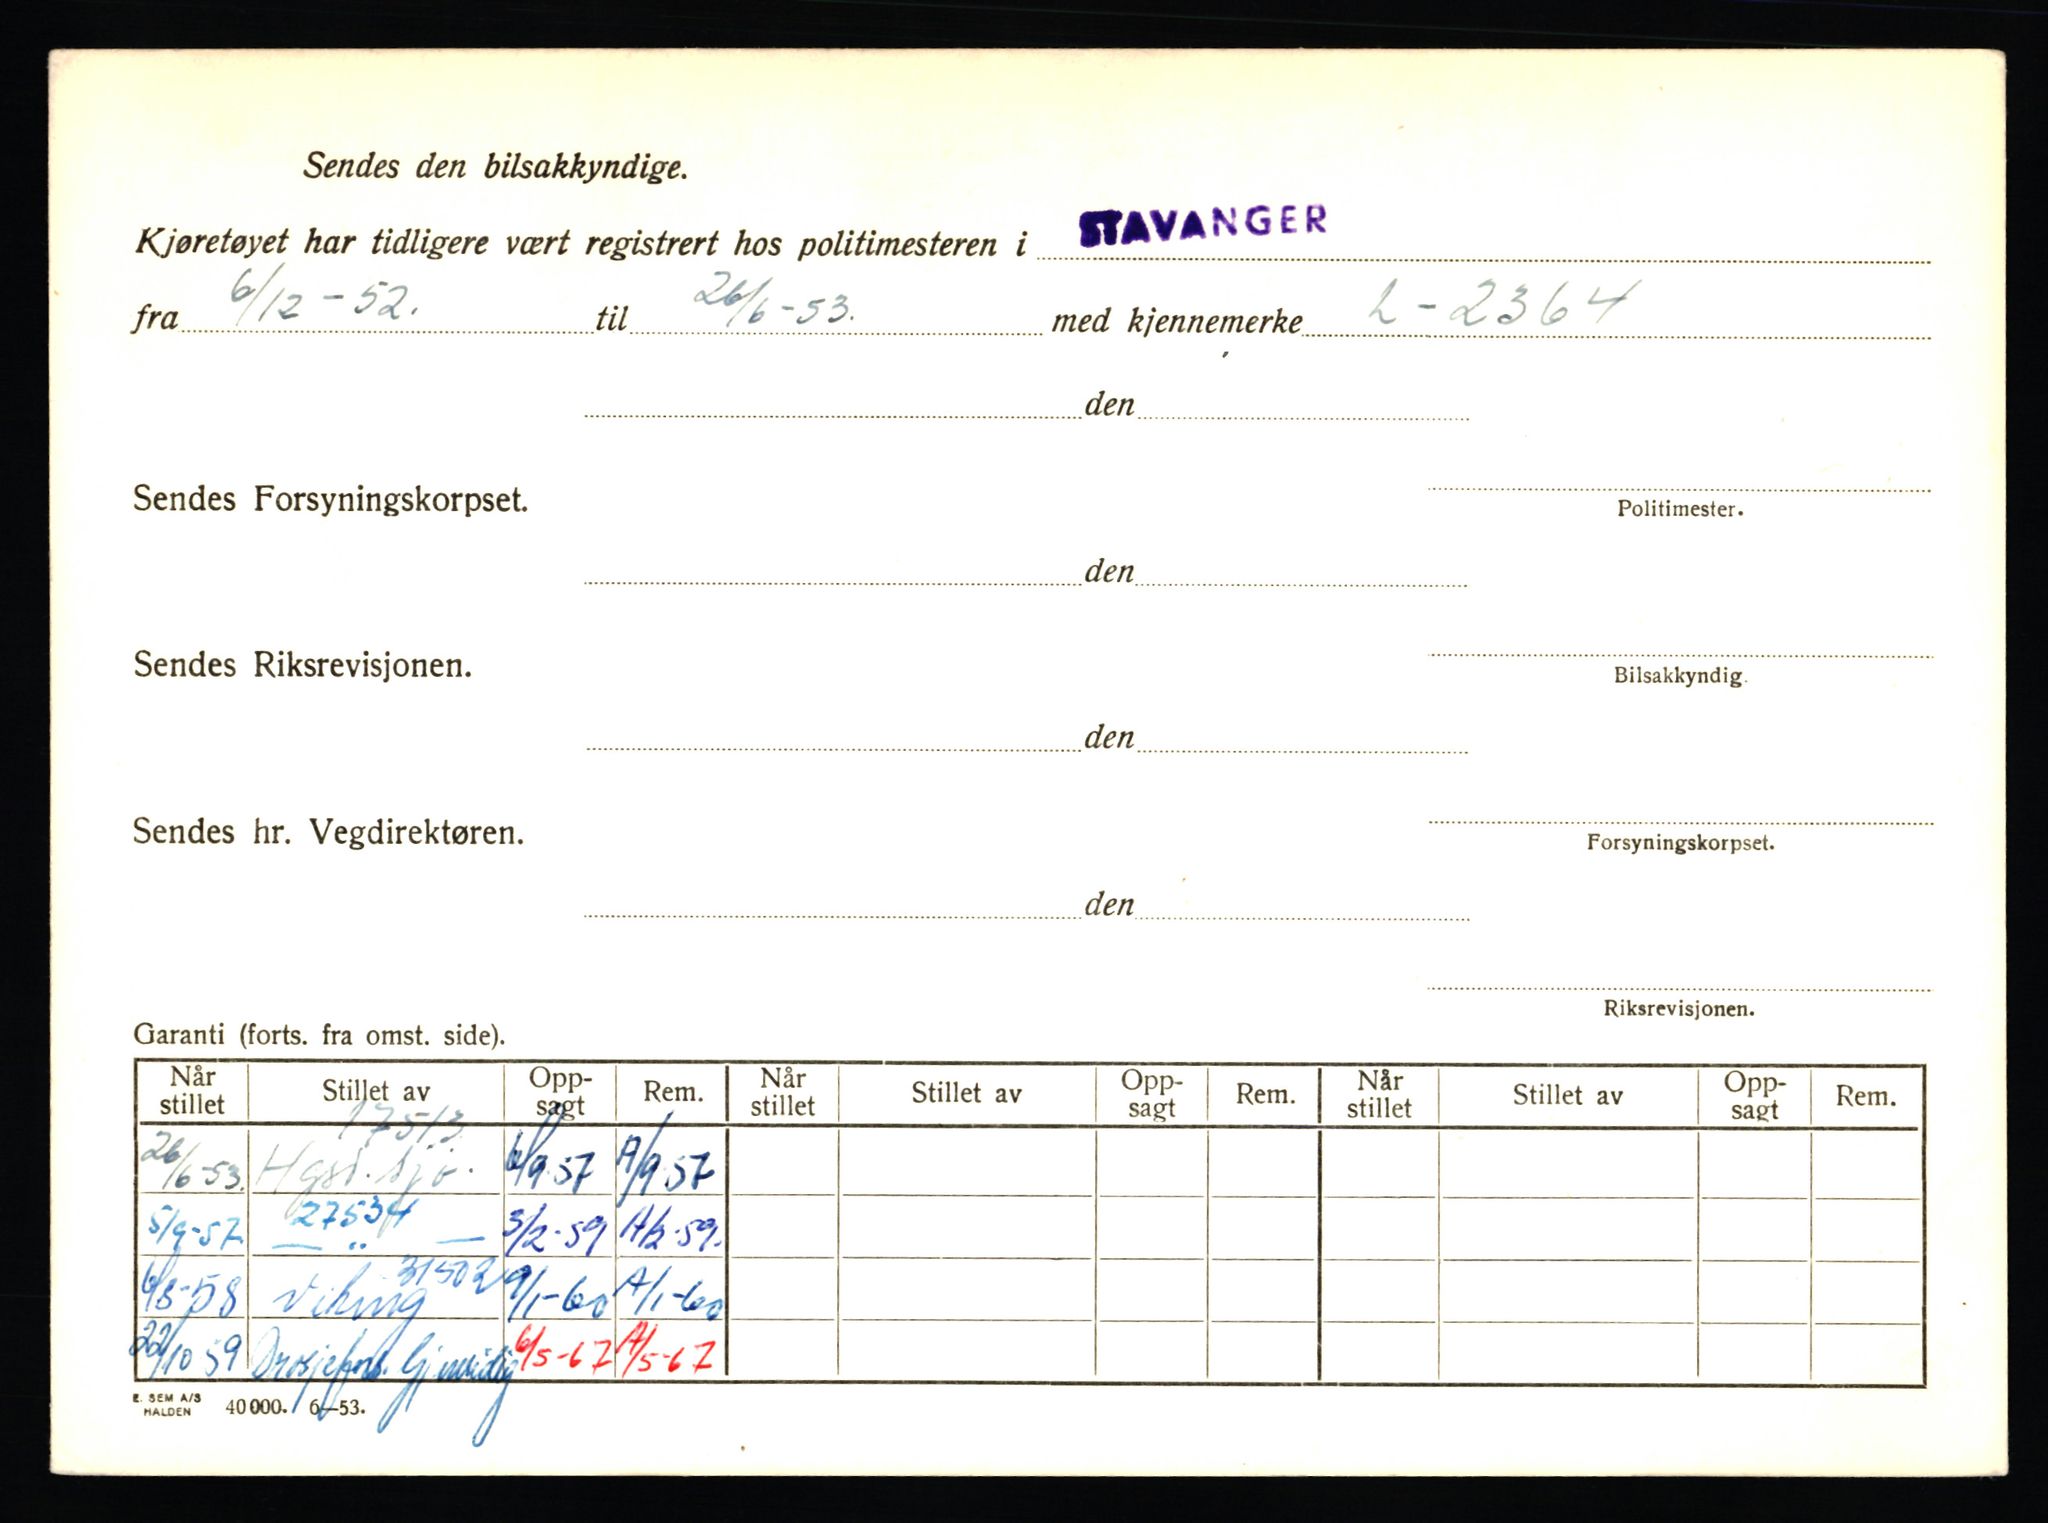 Sendes den bilsakkyndige.
Kjøretøyet har tidligere vært registrert hos politimesteren i STAVANGER
fra 6/12-52. til 26/6-53. med kjennemerke L-2364
den
Sendes Forsyningskorpset.
Politimester.
den
Sendes Riksrevisjonen.
Bilsakkyndig.
den
Sendes hr. Vegdirektøren.
Forsyningskorpset.
den
Riksrevisjonen.
Garanti (forts. fra omst. side).
Når stillet Stillet av Opp-sagt Rem. Når stillet Stillet av Opp-sagt Rem. Når stillet Stillet av Opp-sagt Rem.
17513
26/6-53. Hgsd. sjø. 6/9-57 A/9-57
27534
5/9-57 — " — 3/2-59 A/2-59.
31502
6/8-58 Viking 9/1-60 A/1-60
22/10 59 Drosjefors. Gjensidig 6/5-67 A/5-67
E. SEM A/S
HALDEN 40 000. 6—53.